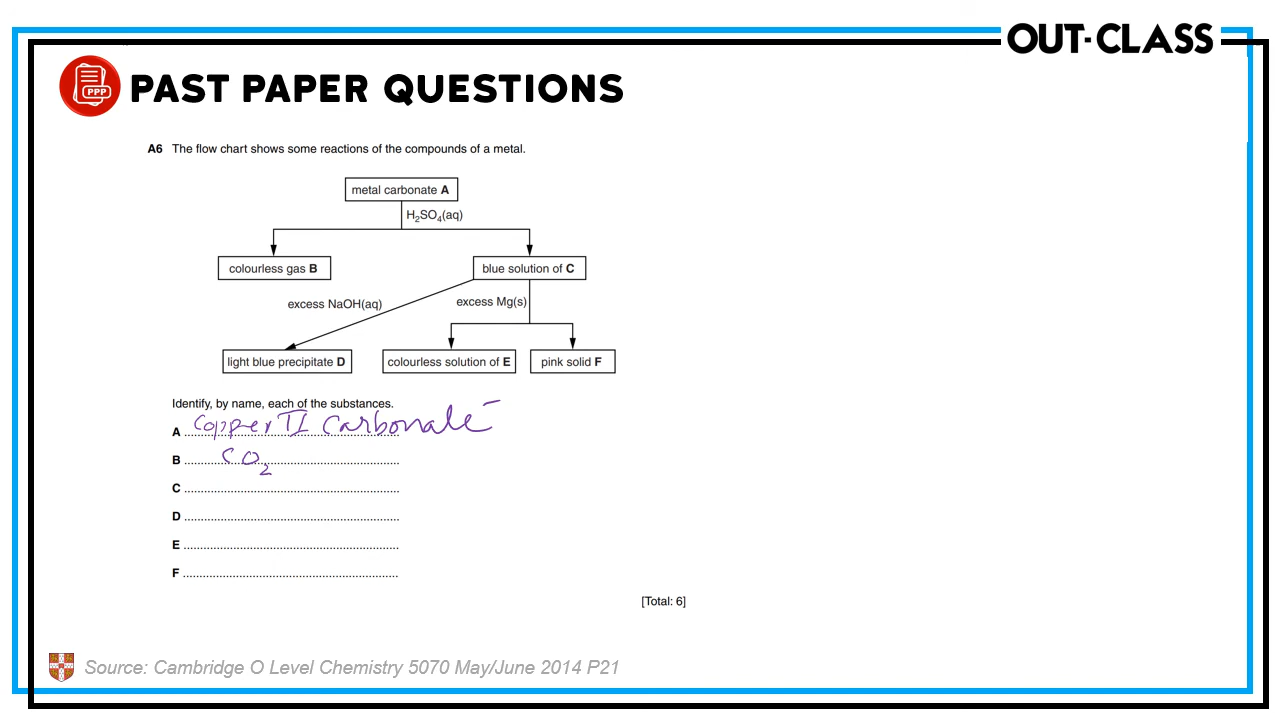 OUT-CLASS
PPP
PAST PAPER QUESTIONS
A6 The flow chart shows some reactions of the compounds of a metal.
metal carbonate A
H₂SO₄(aq)
colourless gas B
blue solution of C
excess NaOH(aq)
excess Mg(s)
light blue precipitate D
colourless solution of E
pink solid F
Identify, by name, each of the substances.
A Copper II Carbonate
B CO₂
C
D
E
F
[Total: 6]
Source: Cambridge O Level Chemistry 5070 May/June 2014 P21